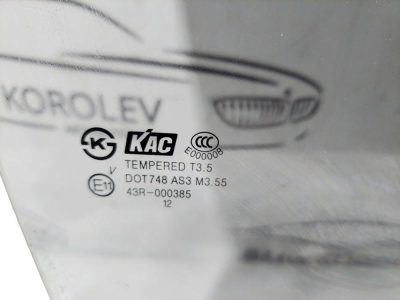 KOROLEV
KAC
CCC
E000008
TEMPERED T3.5
V
DOT748 AS3 M3.55
E11
43R-000385
12